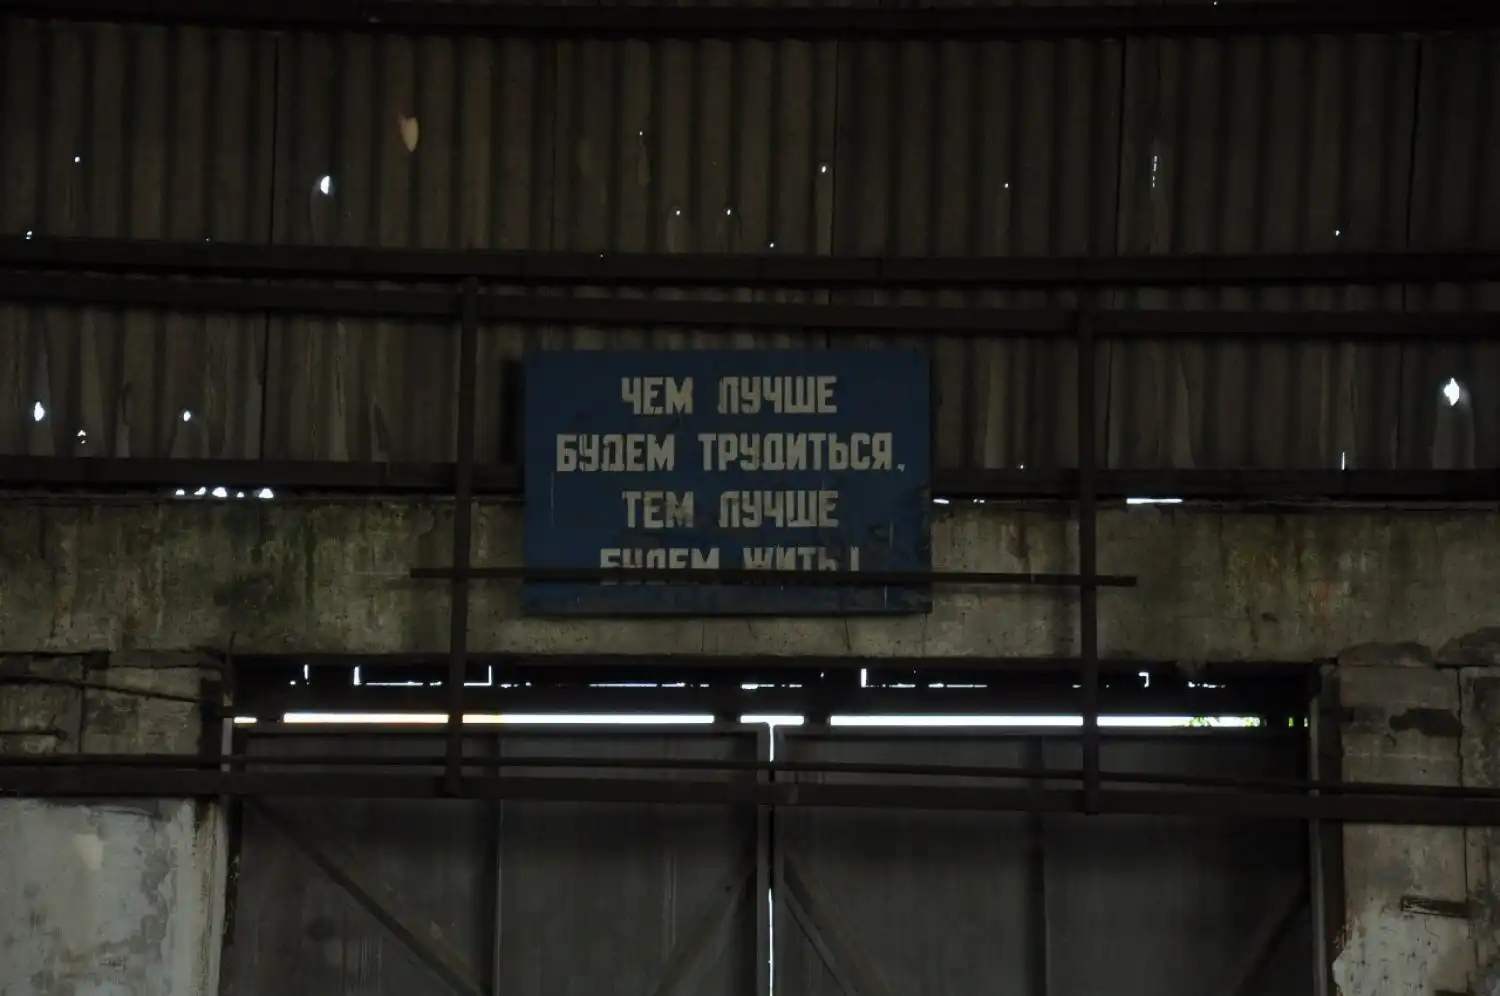 ЧЕМ ЛУЧШЕ
БУДЕМ ТРУДИТЬСЯ,
ТЕМ ЛУЧШЕ
БУДЕМ ЖИТЬ!